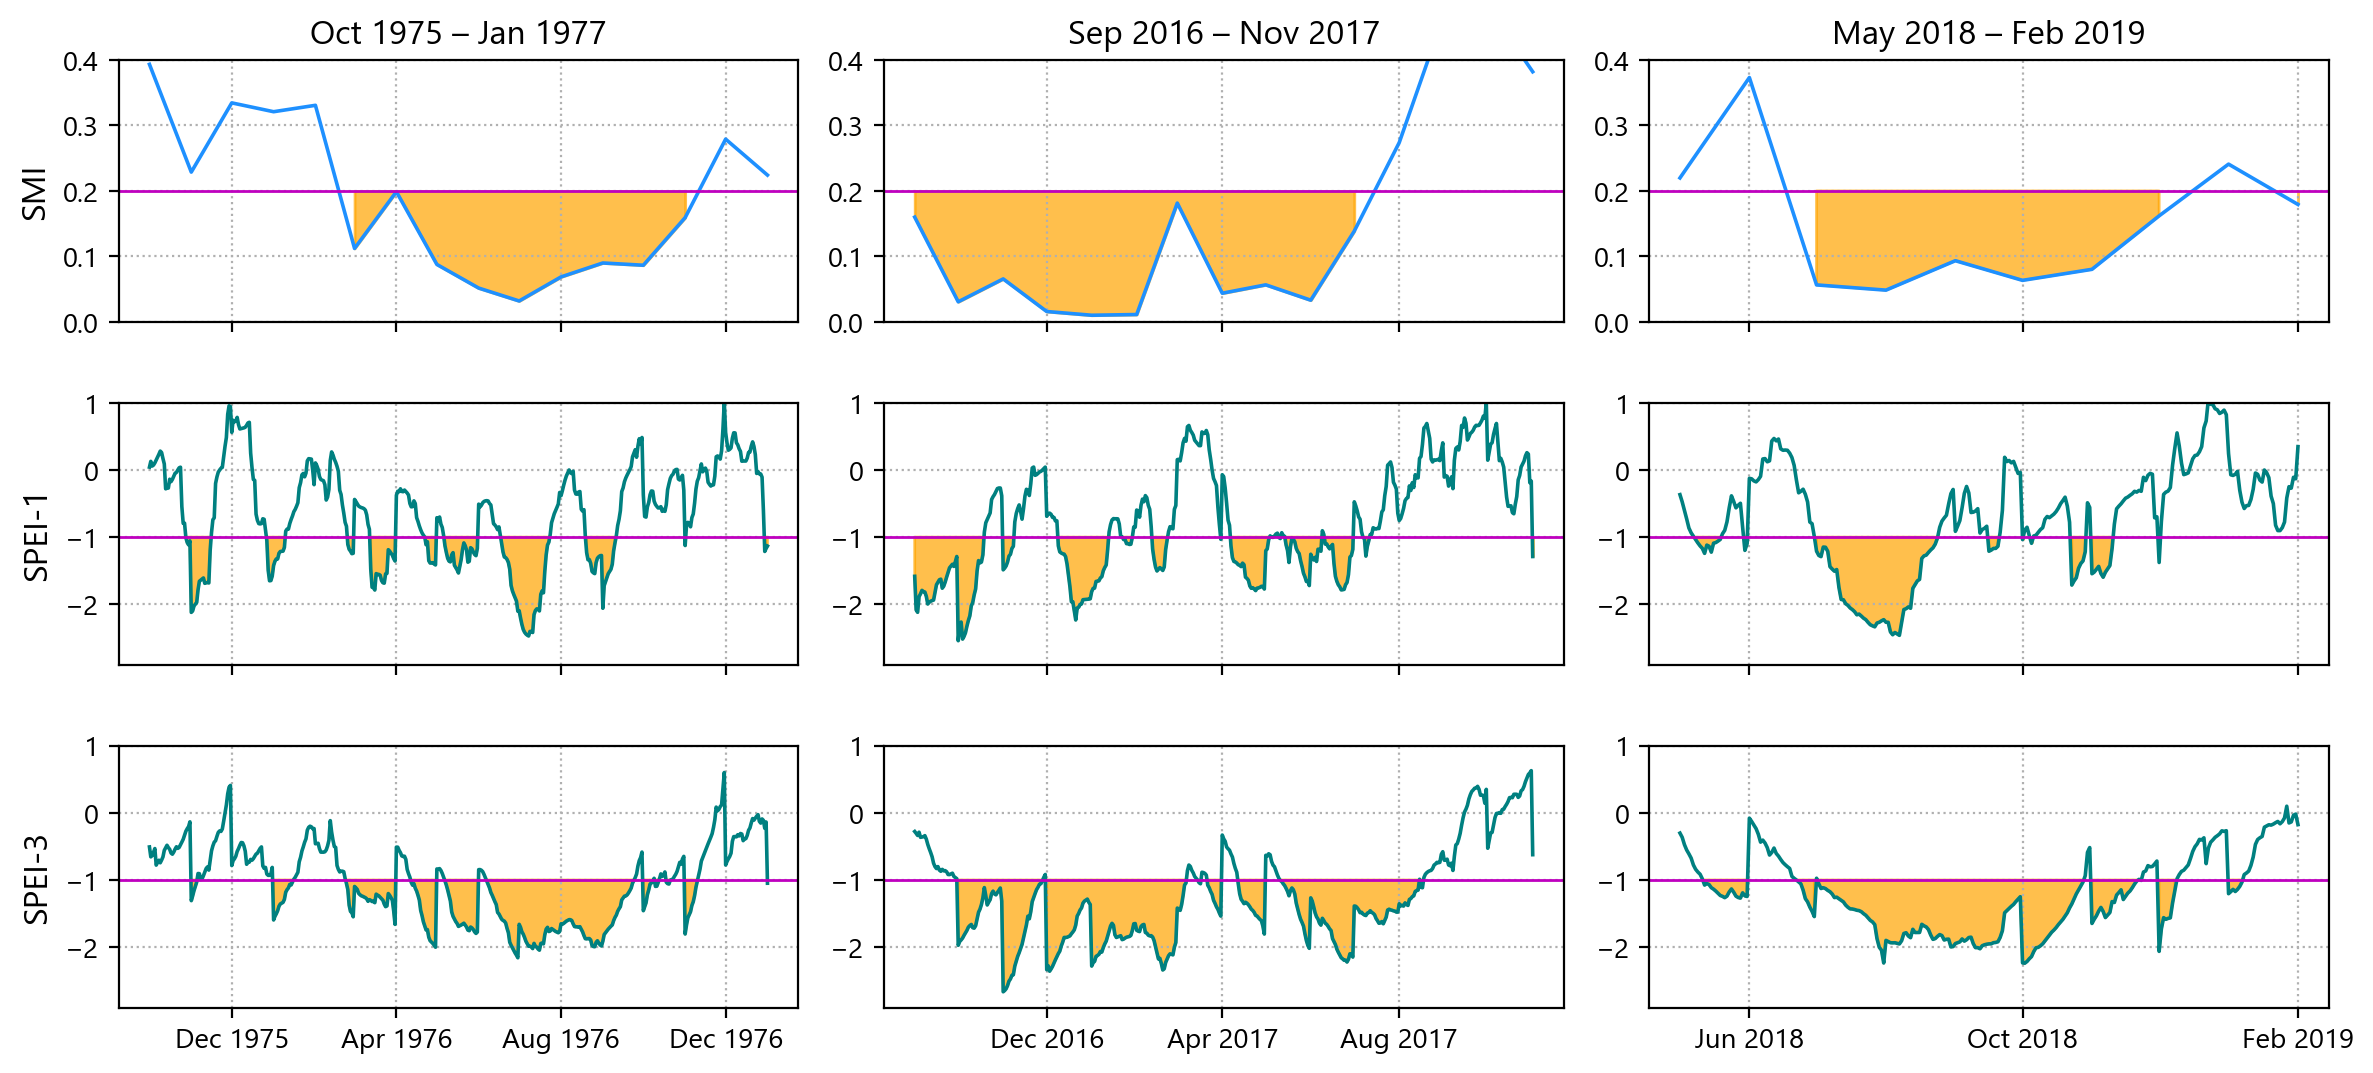 Oct 1975 – Jan 1977
Sep 2016 – Nov 2017
May 2018 – Feb 2019
SMI
0.4
0.3
0.2
0.1
0.0
0.4
0.3
0.2
0.1
0.0
0.4
0.3
0.2
0.1
0.0
SPEI-1
1
0
−1
−2
1
0
−1
−2
1
0
−1
−2
SPEI-3
1
0
−1
−2
1
0
−1
−2
1
0
−1
−2
Dec 1975
Apr 1976
Aug 1976
Dec 1976
Dec 2016
Apr 2017
Aug 2017
Jun 2018
Oct 2018
Feb 2019